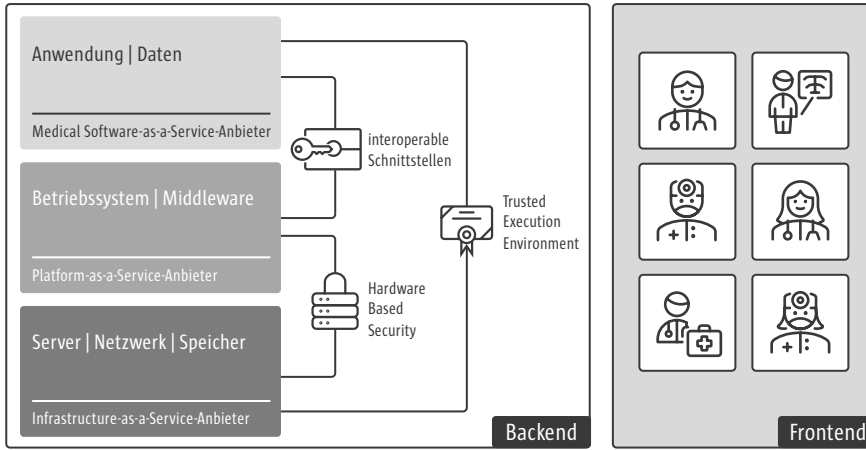 Anwendung | Daten
Medical Software-as-a-Service-Anbieter
interoperable
Schnittstellen
Betriebssystem | Middleware
Platform-as-a-Service-Anbieter
Trusted
Execution
Environment
Hardware
Based
Security
Server | Netzwerk | Speicher
Infrastructure-as-a-Service-Anbieter
Backend
Frontend